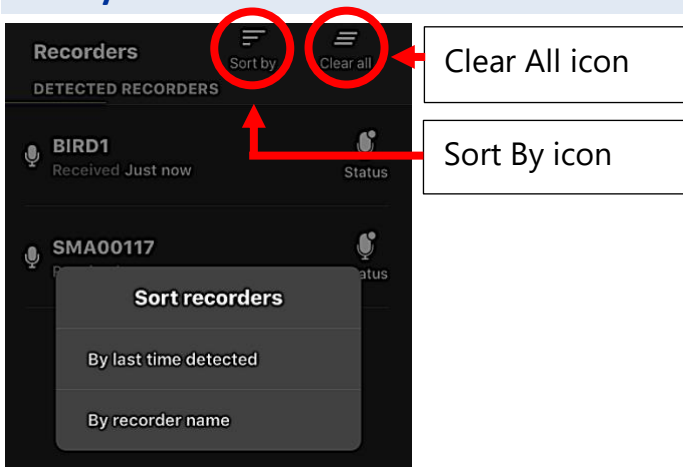 Recorders
Sort by
Clear all
Clear All icon
DETECTED RECORDERS
BIRD1
Received Just now
Status
Sort By icon
SMA00117
Sort recorders
By last time detected
By recorder name